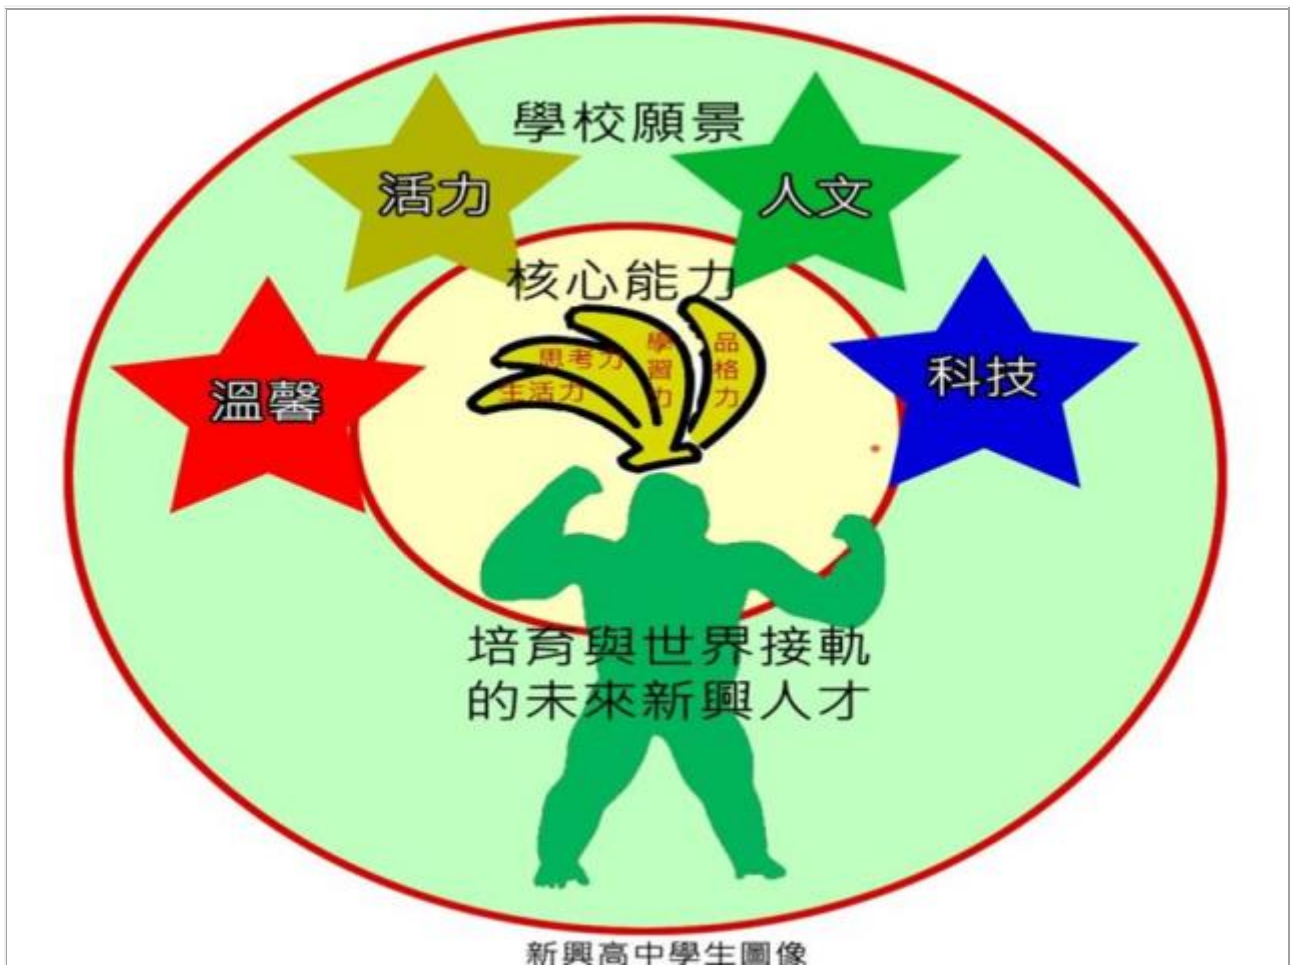 學校願景
活力
人文
核心能力
溫馨
科技
生活力
思考力
學習力
品格力
培育與世界接軌
的未來新興人才
新興高中學生圖像